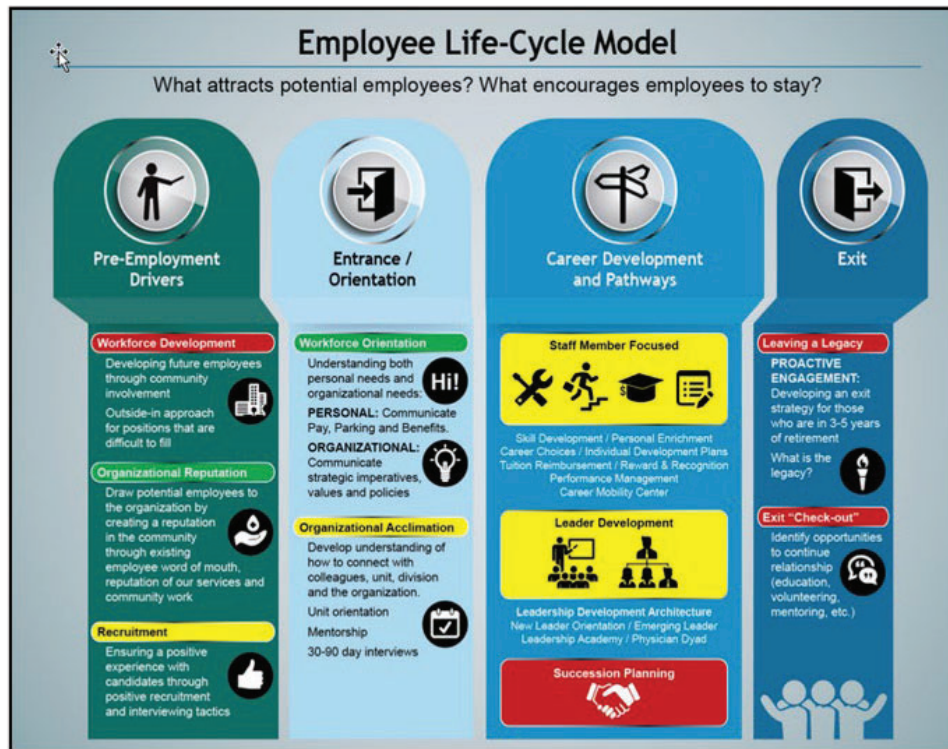 Employee Life-Cycle Model
What attracts potential employees? What encourages employees to stay?
Pre-Employment
Drivers
Workforce Development
Developing future employees
through community
involvement
Outside-in approach
for positions that are
difficult to fill
Organizational Reputation
Draw potential employees to
the organization by
creating a reputation
in the community
through existing
employee word of mouth,
reputation of our services and
community work
Recruitment
Ensuring a positive
experience with
candidates through
positive recruitment
and interviewing tactics
Entrance /
Orientation
Workforce Orientation
Understanding both
personal needs and
organizational needs:
Hi!
PERSONAL: Communicate
Pay, Parking and Benefits.
ORGANIZATIONAL:
Communicate
strategic imperatives,
values and policies
Organizational Acclimation
Develop understanding of
how to connect with
colleagues, unit, division
and the organization.
Unit orientation
Mentorship
30-90 day interviews
Career Development
and Pathways
Staff Member Focused
$
Skill Development / Personal Enrichment
Career Choices / Individual Development Plans
Tuition Reimbursement / Reward & Recognition
Performance Management
Career Mobility Center
Leader Development
Leadership Development Architecture
New Leader Orientation / Emerging Leader
Leadership Academy / Physician Dyad
Succession Planning
Exit
Leaving a Legacy
PROACTIVE
ENGAGEMENT:
Developing an exit
strategy for those
who are in 3-5 years
of retirement
What is the
legacy?
Exit "Check-out"
Identify opportunities
to continue
relationship
(education,
volunteering,
mentoring, etc.)